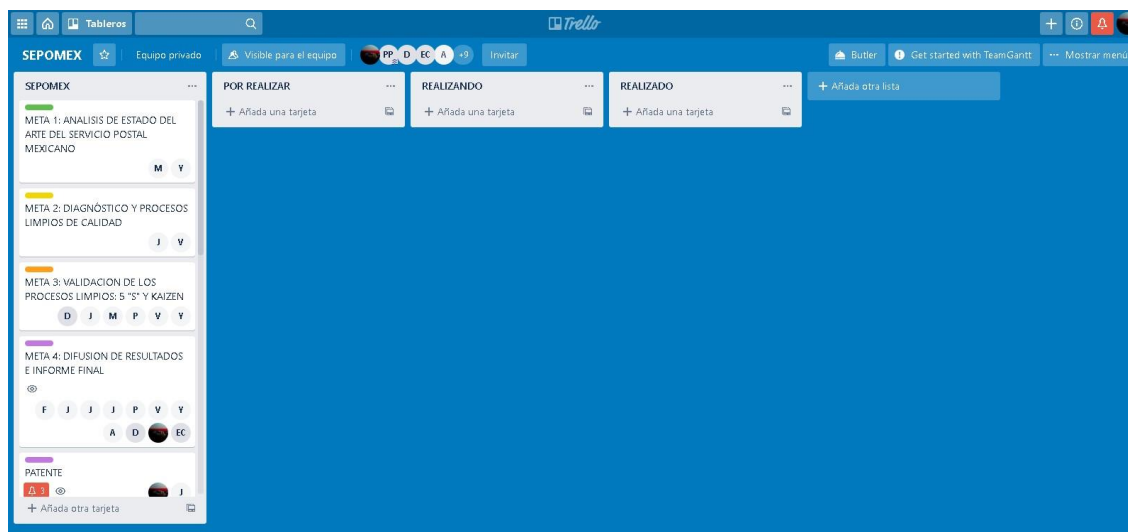 Tableros
Trello
SEPOMEX
Equipo privado
Visible para el equipo
PP D EC A +9
Invitar
Butler
Get started with TeamGantt
Mostrar menú
SEPOMEX
META 1: ANALISIS DE ESTADO DEL
ARTE DEL SERVICIO POSTAL
MEXICANO
M Y
META 2: DIAGNÓSTICO Y PROCESOS
LIMPIOS DE CALIDAD
J V
META 3: VALIDACION DE LOS
PROCESOS LIMPIOS: 5 "S" Y KAIZEN
D J M P V Y
META 4: DIFUSION DE RESULTADOS
E INFORME FINAL
F J J J P V Y
A D EC
PATENTE
3
J
+ Añada otra tarjeta
POR REALIZAR
+ Añada una tarjeta
REALIZANDO
+ Añada una tarjeta
REALIZADO
+ Añada una tarjeta
+ Añada otra lista